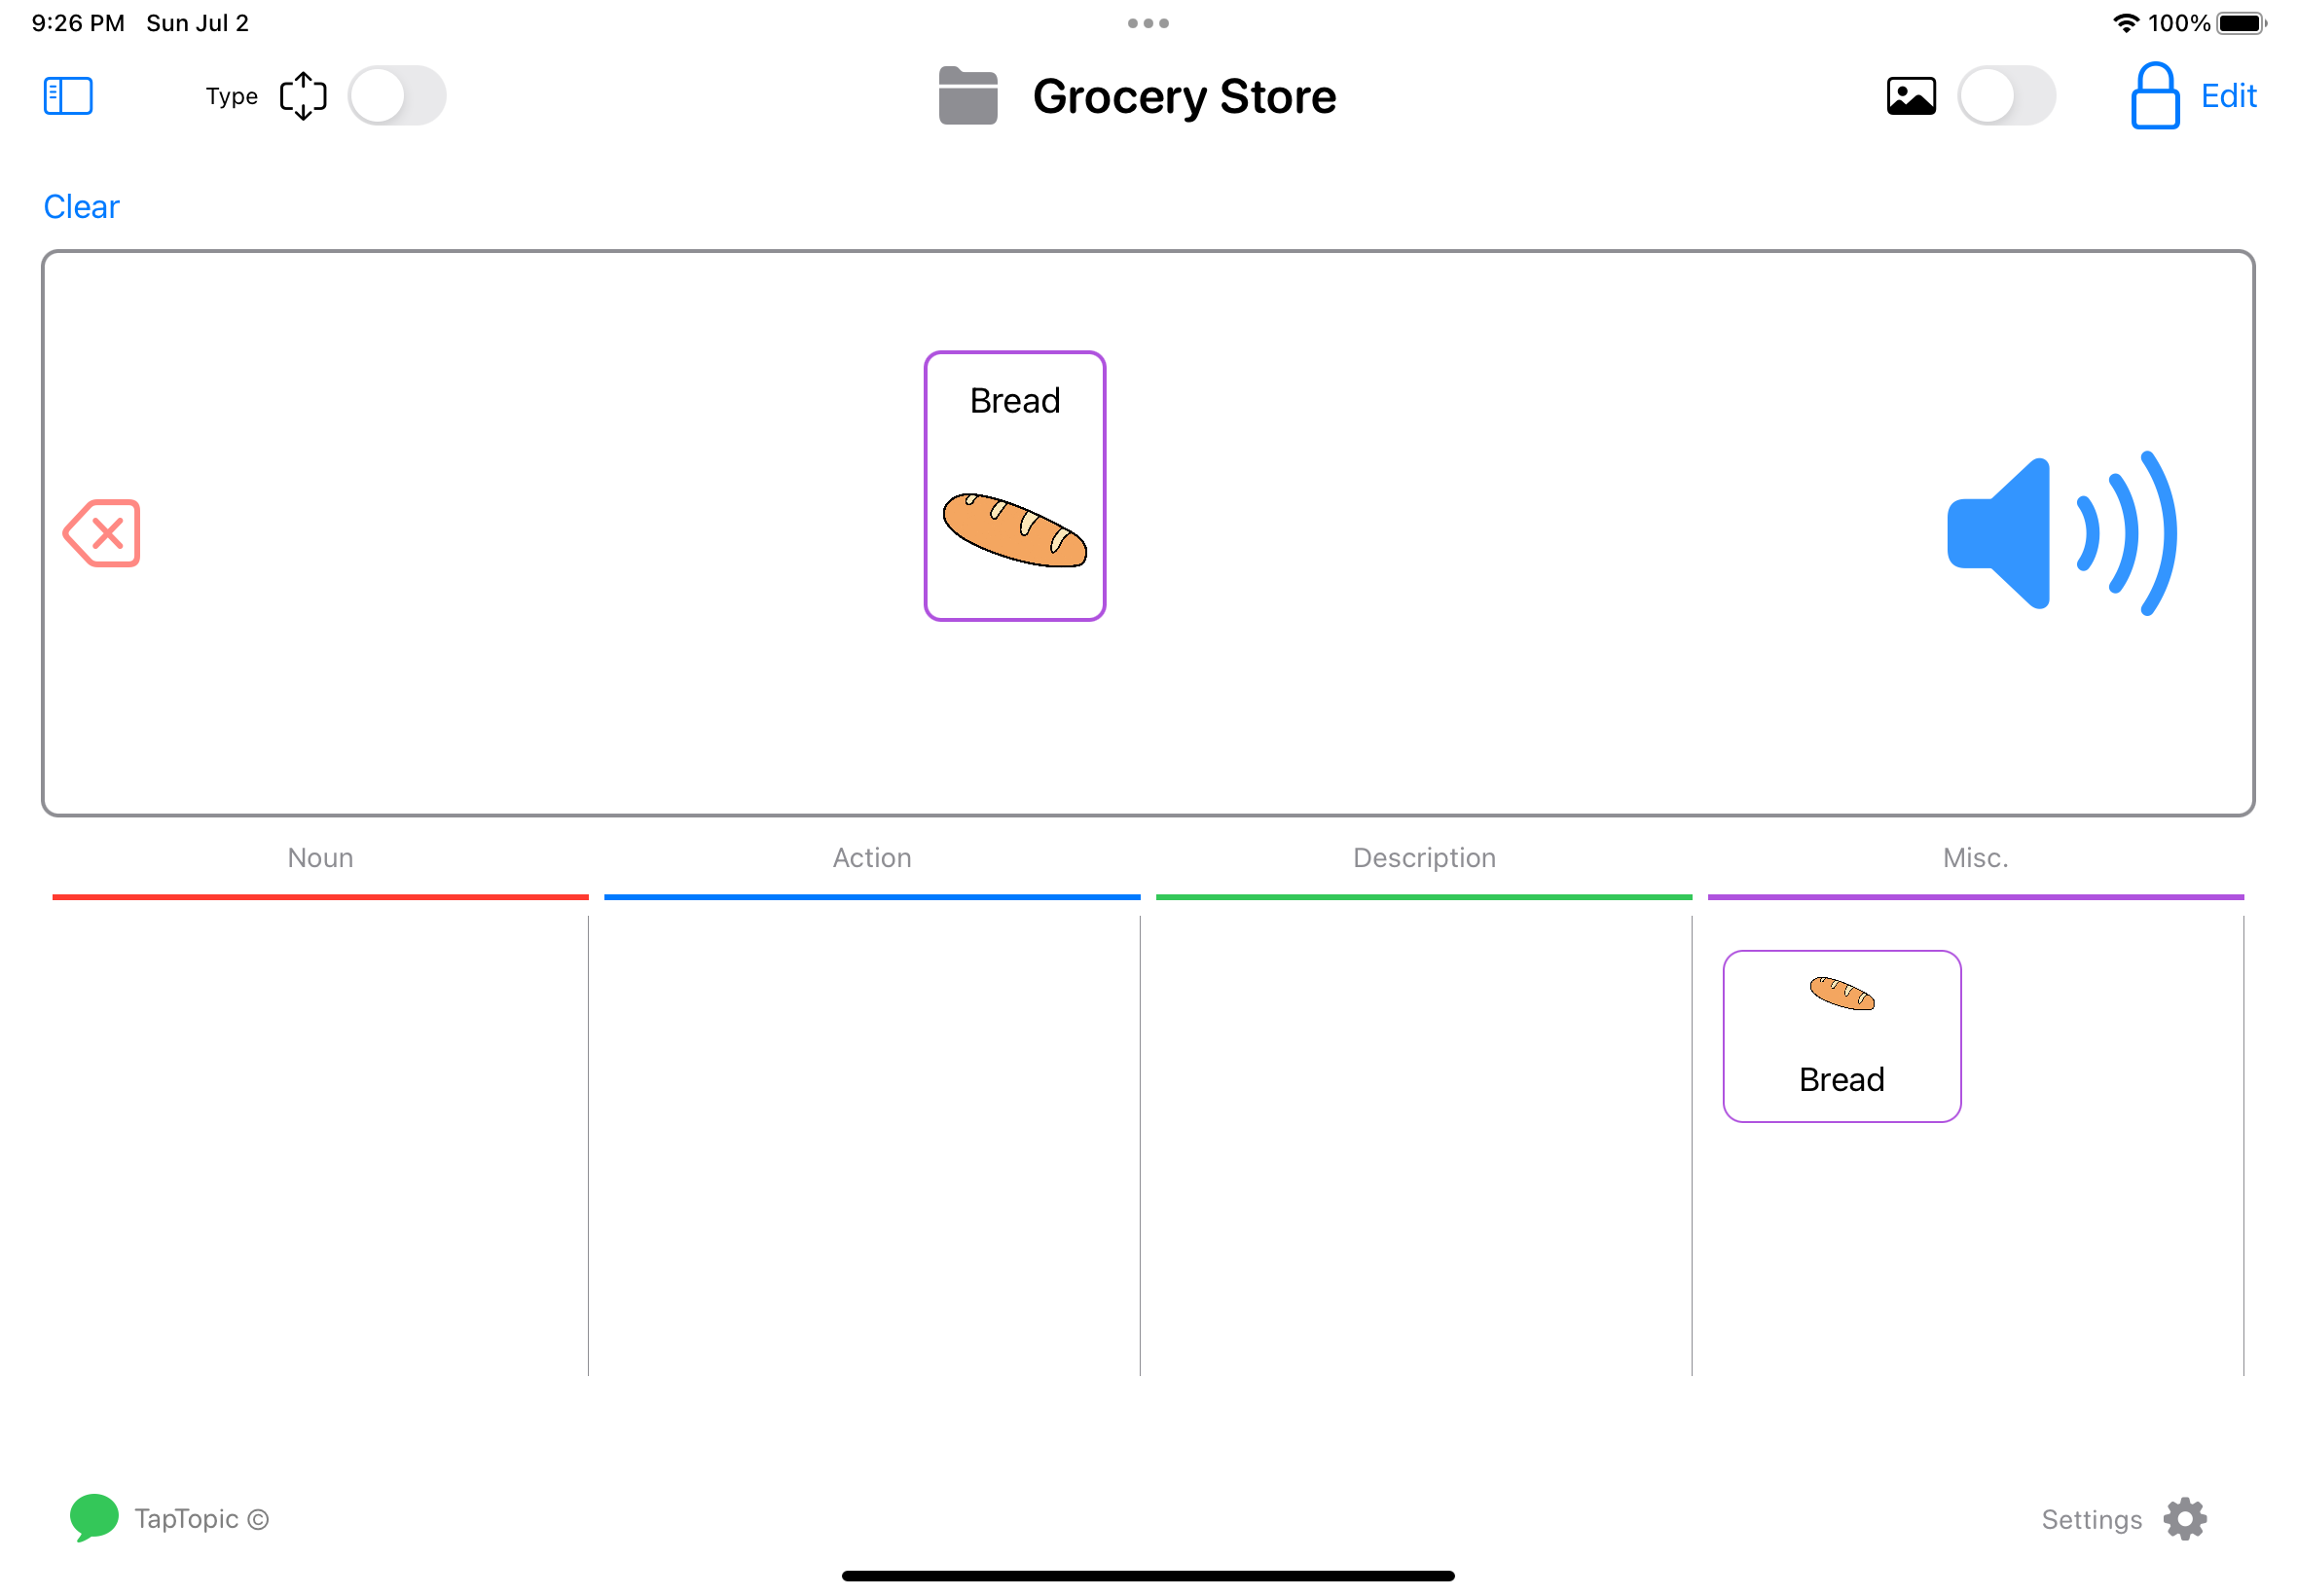 9:26 PM Sun Jul 2
100%
Type
Grocery Store
Edit
Clear
Bread
Noun Action Description Misc.
Bread
TapTopic © Settings